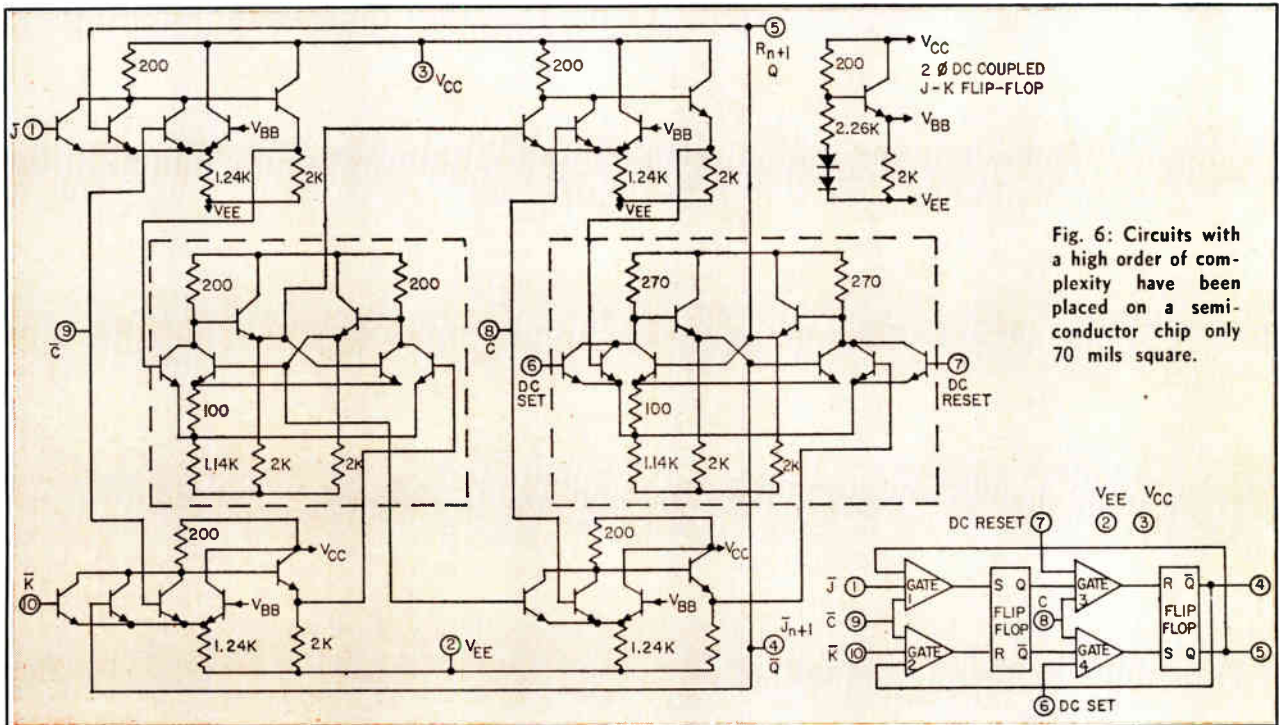 5
R n+1
Q
200
3 VCC
200
200
VCC
2 Ø DC COUPLED
J-K FLIP-FLOP
J̄ 1
VBB
VBB
2.26K
VBB
1.24K
2K
1.24K
2K
2K
VEE
VEE
VEE
Fig. 6: Circuits with
a high order of com-
plexity have been
placed on a semi-
conductor chip only
70 mils square.
200
200
270
270
9
C̄
8
C
6
DC
SET
7
DC
RESET
100
100
1.14K
2K
2K
1.14K
2K
2K
VEE VCC
2 3
DC RESET 7
200
VCC
200
VCC
K̄
10
VBB
VBB
1.24K
2K
2 VEE
1.24K
J̄ n+1
4
Q̄
J̄ 1
GATE
1
S Q
GATE
3
R Q̄
4
C̄ 9
FLIP
FLOP
C
8
FLIP
FLOP
K̄ 10
GATE
2
R Q̄
GATE
4
S Q
5
6 DC SET